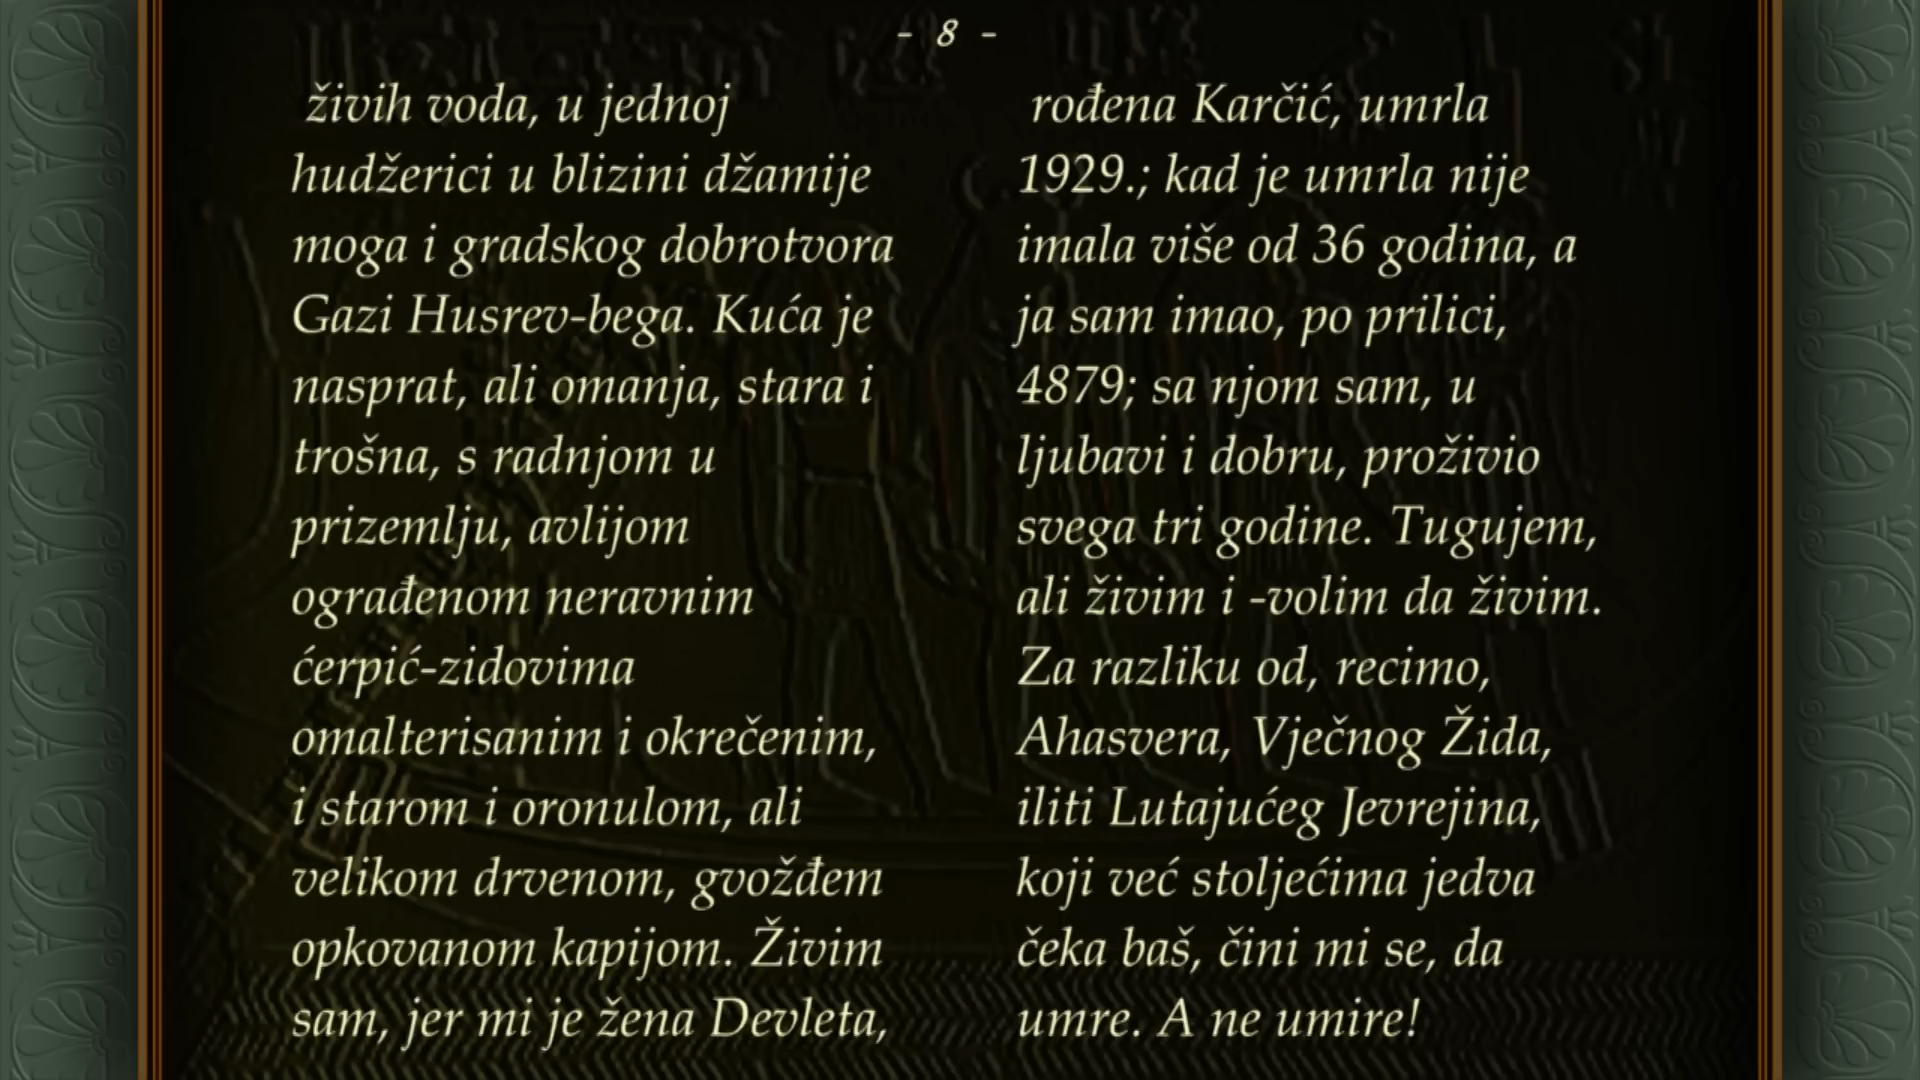 - 8 -
živih voda, u jednoj
hudžerici u blizini džamije
moga i gradskog dobrotvora
Gazi Husrev-bega. Kuća je
nasprat, ali omanja, stara i
trošna, s radnjom u
prizemlju, avlijom
ograđenom neravnim
ćerpić-zidovima
omalterisanim i okrečenim,
i starom i oronulom, ali
velikom drvenom, gvožđem
opkovanom kapijom. Živim
sam, jer mi je žena Devleta,
rođena Karčić, umrla
1929.; kad je umrla nije
imala više od 36 godina, a
ja sam imao, po prilici,
4879; sa njom sam, u
ljubavi i dobru, proživio
svega tri godine. Tugujem,
ali živim i -volim da živim.
Za razliku od, recimo,
Ahasvera, Vječnog Žida,
iliti Lutajućeg Jevrejina,
koji već stoljećima jedva
čeka baš, čini mi se, da
umre. A ne umire!